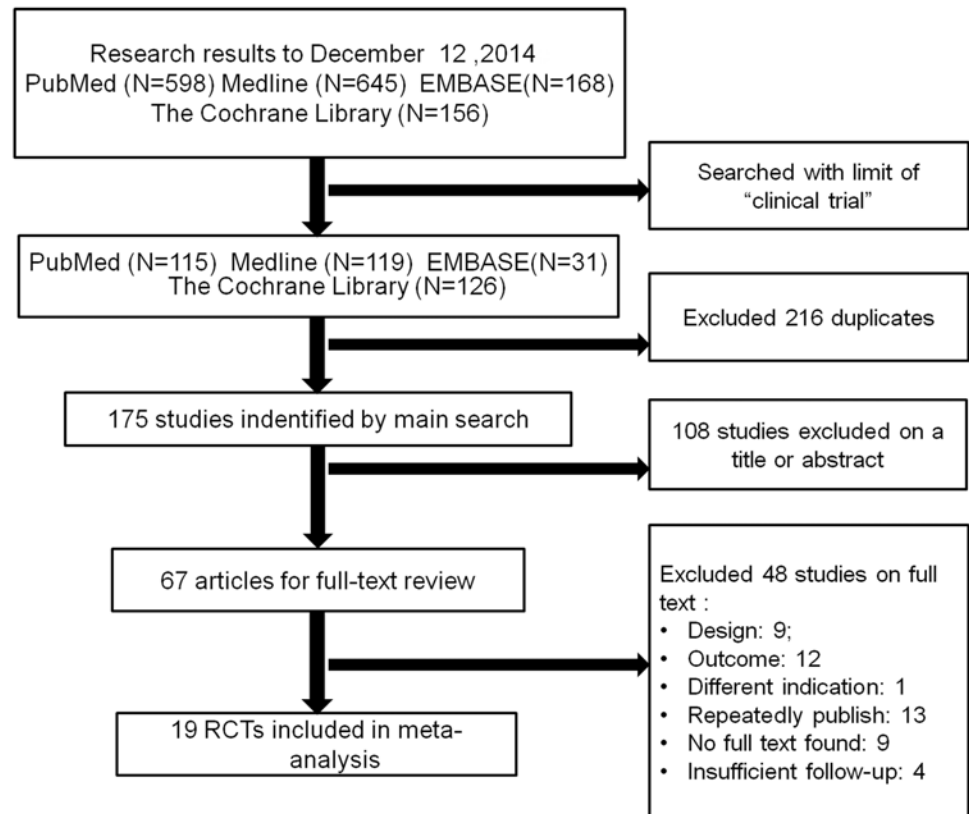 Research results to December 12 ,2014
PubMed (N=598) Medline (N=645) EMBASE(N=168)
The Cochrane Library (N=156)
Searched with limit of
“clinical trial”
PubMed (N=115) Medline (N=119) EMBASE(N=31)
The Cochrane Library (N=126)
Excluded 216 duplicates
175 studies indentified by main search
108 studies excluded on a
title or abstract
67 articles for full-text review
Excluded 48 studies on full
text :
• Design: 9;
• Outcome: 12
• Different indication: 1
• Repeatedly publish: 13
• No full text found: 9
• Insufficient follow-up: 4
19 RCTs included in meta-
analysis